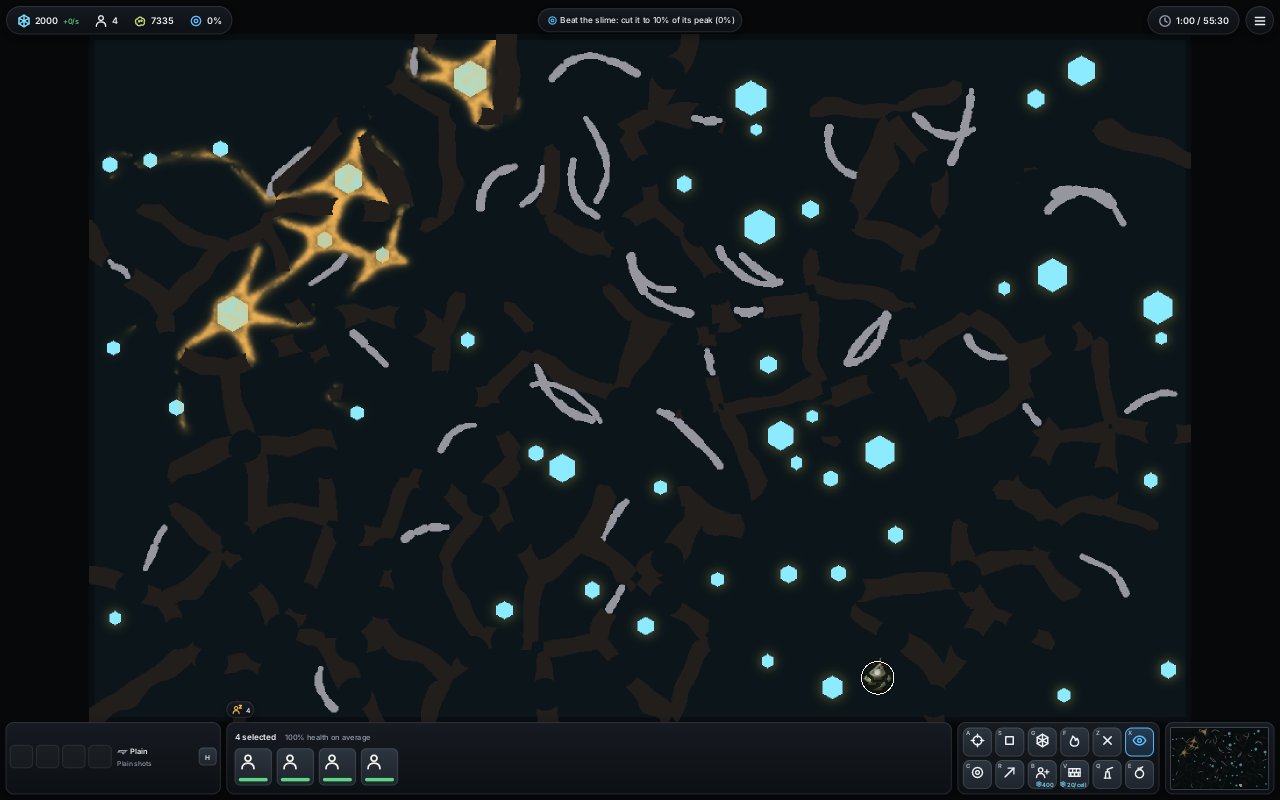 2000 +0/s 4 7335 0%
Beat the slime: cut it to 10% of its peak (0%)
1:00 / 55:30
4
Plain
Plain shots
H
4 selected 100% health on average
A S G F Z X
C R B V Q E
400 20/cell